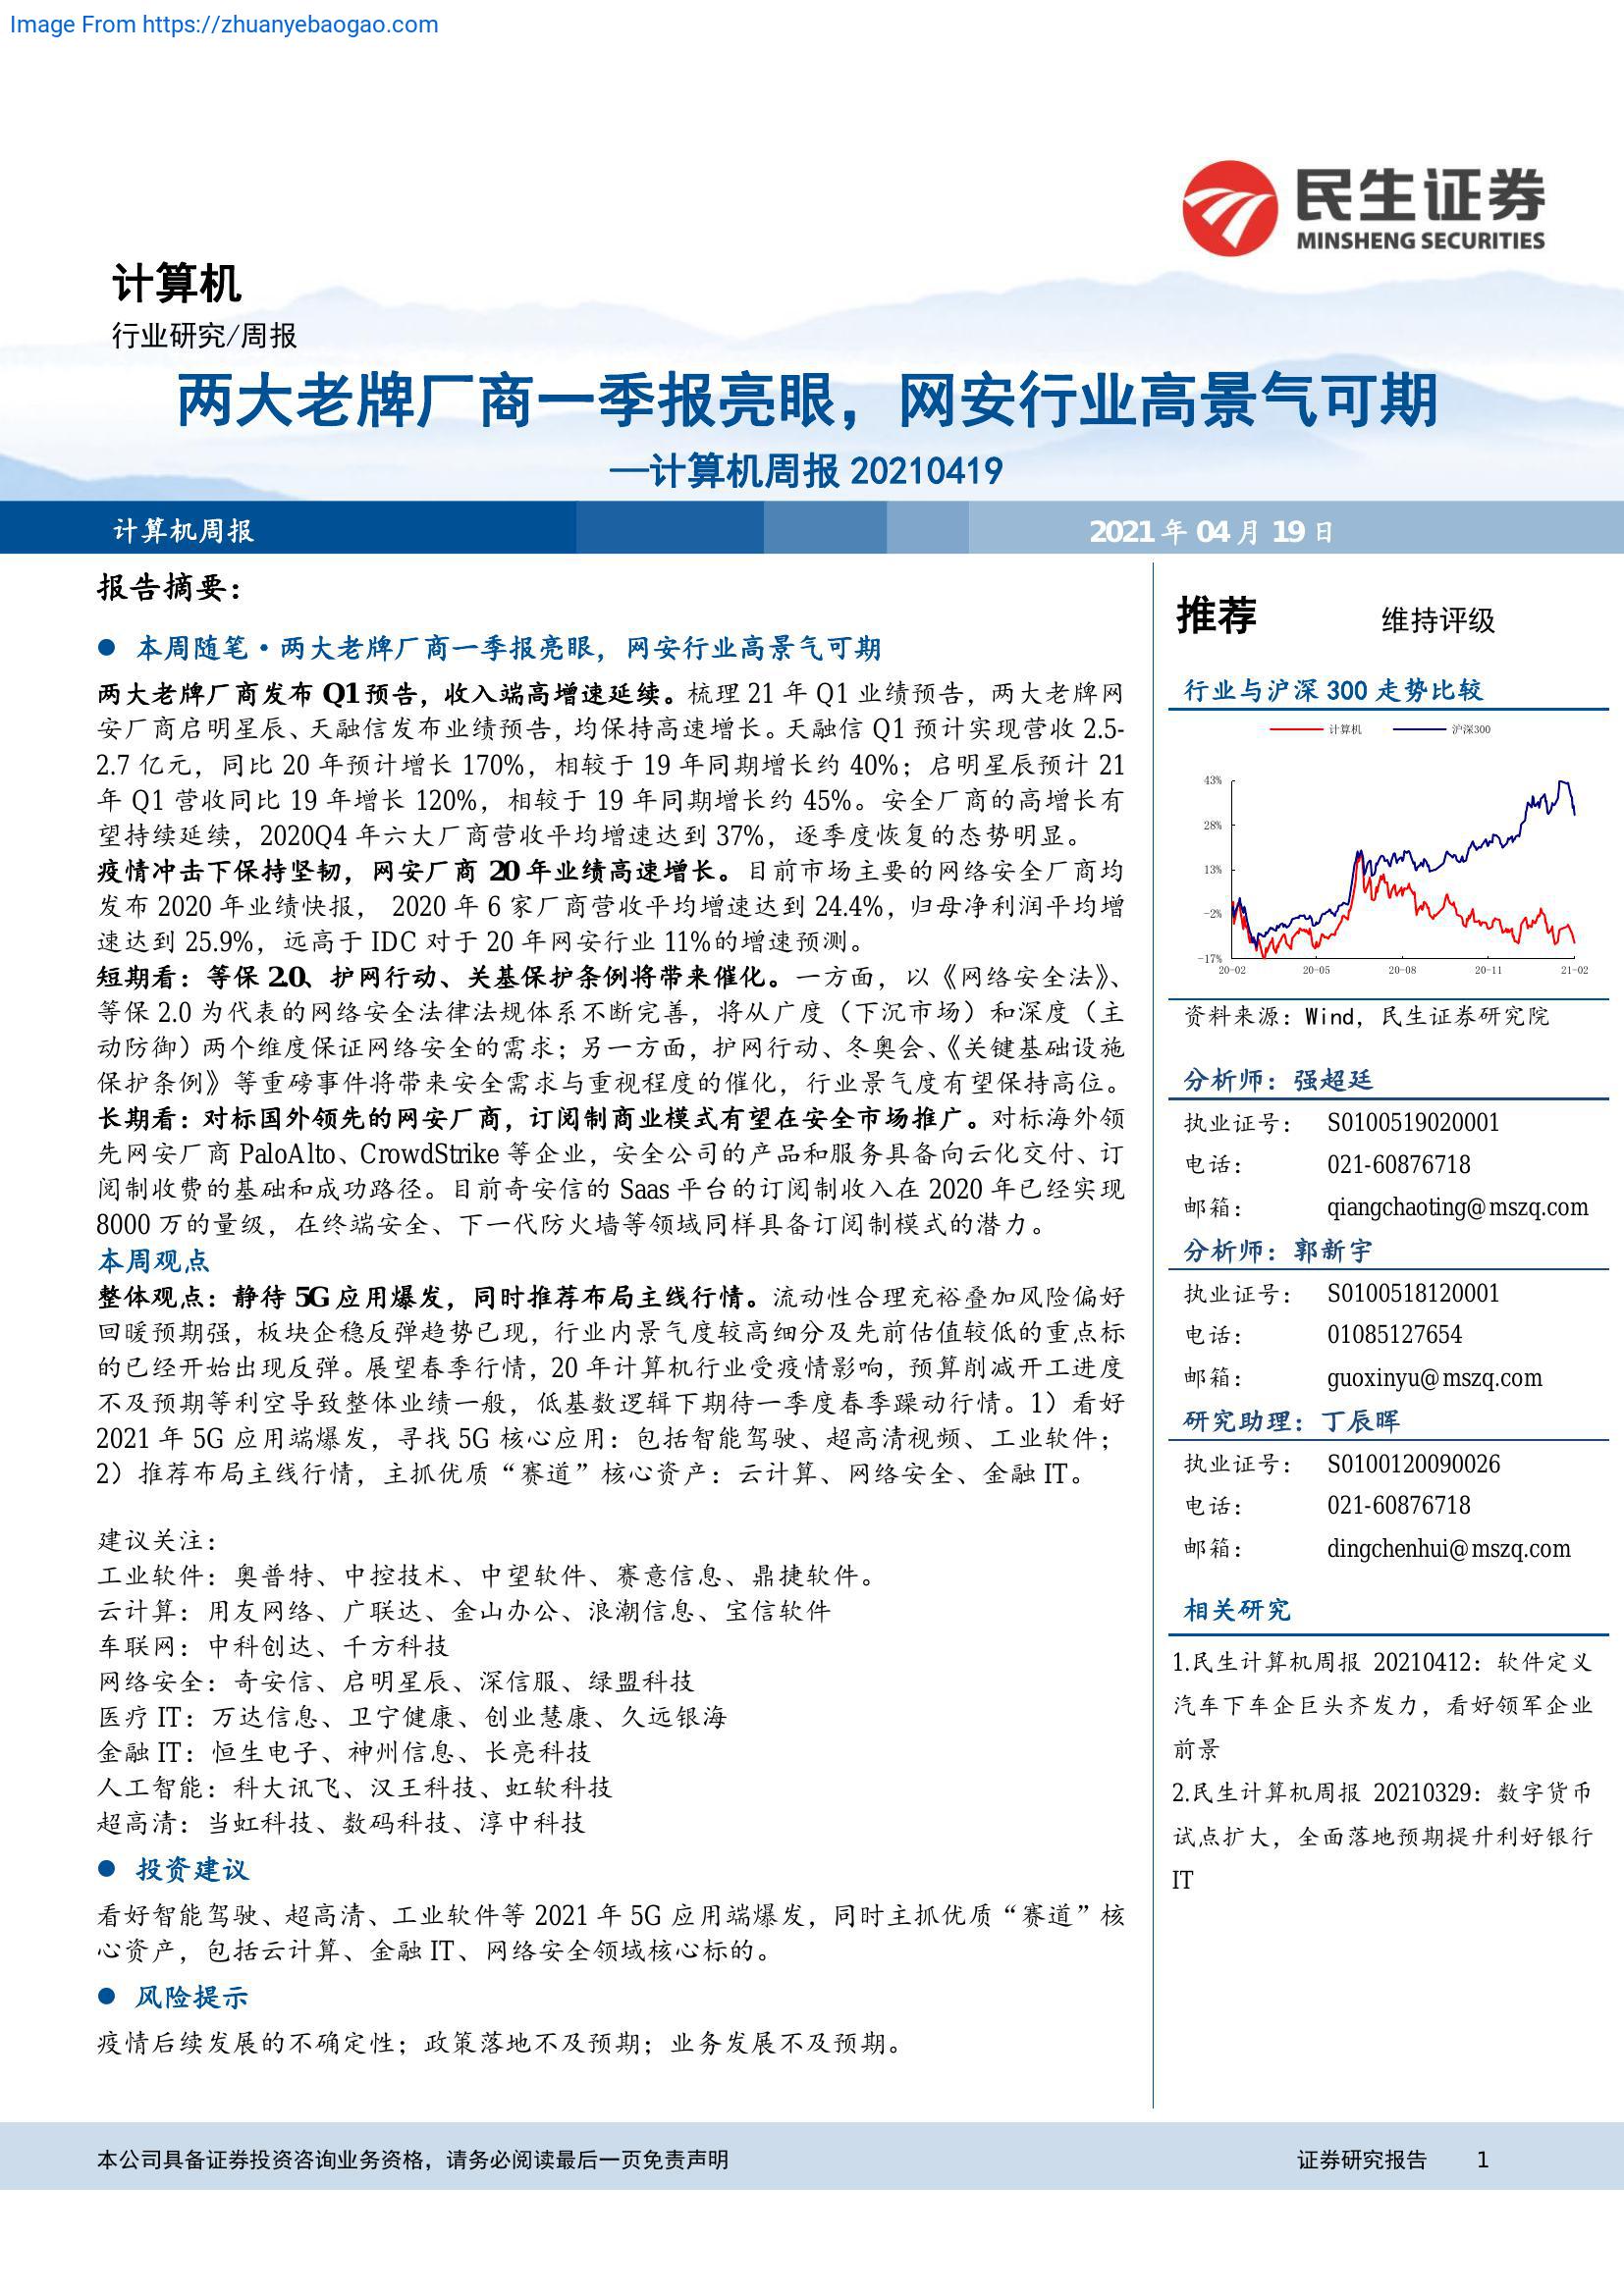 Image From https://zhuanyebaogao.com
民生证券
MINSHENG SECURITIES
计算机
行业研究/周报
两大老牌厂商一季报亮眼，网安行业高景气可期
—计算机周报 20210419
计算机周报
2021 年 04 月 19 日
报告摘要：
● 本周随笔·两大老牌厂商一季报亮眼，网安行业高景气可期
两大老牌厂商发布 Q1 预告，收入端高增速延续。梳理 21 年 Q1 业绩预告，两大老牌网
安厂商启明星辰、天融信发布业绩预告，均保持高速增长。天融信 Q1 预计实现营收 2.5-
2.7 亿元，同比 20 年预计增长 170%，相较于 19 年同期增长约 40%；启明星辰预计 21
年 Q1 营收同比 19 年增长 120%，相较于 19 年同期增长约 45%。安全厂商的高增长有
望持续延续，2020Q4 年六大厂商营收平均增速达到 37%，逐季度恢复的态势明显。
疫情冲击下保持坚韧，网安厂商 20 年业绩高速增长。目前市场主要的网络安全厂商均
发布 2020 年业绩快报， 2020 年 6 家厂商营收平均增速达到 24.4%，归母净利润平均增
速达到 25.9%，远高于 IDC 对于 20 年网安行业 11%的增速预测。
短期看：等保 2.0、护网行动、关基保护条例将带来催化。一方面，以《网络安全法》、
等保 2.0 为代表的网络安全法律法规体系不断完善，将从广度（下沉市场）和深度（主
动防御）两个维度保证网络安全的需求；另一方面，护网行动、冬奥会、《关键基础设施
保护条例》等重磅事件将带来安全需求与重视程度的催化，行业景气度有望保持高位。
长期看：对标国外领先的网安厂商，订阅制商业模式有望在安全市场推广。对标海外领
先网安厂商 PaloAlto、CrowdStrike 等企业，安全公司的产品和服务具备向云化交付、订
阅制收费的基础和成功路径。目前奇安信的 Saas 平台的订阅制收入在 2020 年已经实现
8000 万的量级，在终端安全、下一代防火墙等领域同样具备订阅制模式的潜力。
本周观点
整体观点：静待 5G 应用爆发，同时推荐布局主线行情。流动性合理充裕叠加风险偏好
回暖预期强，板块企稳反弹趋势已现，行业内景气度较高细分及先前估值较低的重点标
的已经开始出现反弹。展望春季行情，20 年计算机行业受疫情影响，预算削减开工进度
不及预期等利空导致整体业绩一般，低基数逻辑下期待一季度春季躁动行情。1）看好
2021 年 5G 应用端爆发，寻找 5G 核心应用：包括智能驾驶、超高清视频、工业软件；
2）推荐布局主线行情，主抓优质“赛道”核心资产：云计算、网络安全、金融 IT。
建议关注：
工业软件：奥普特、中控技术、中望软件、赛意信息、鼎捷软件。
云计算：用友网络、广联达、金山办公、浪潮信息、宝信软件
车联网：中科创达、千方科技
网络安全：奇安信、启明星辰、深信服、绿盟科技
医疗 IT：万达信息、卫宁健康、创业慧康、久远银海
金融 IT：恒生电子、神州信息、长亮科技
人工智能：科大讯飞、汉王科技、虹软科技
超高清：当虹科技、数码科技、淳中科技
● 投资建议
看好智能驾驶、超高清、工业软件等 2021 年 5G 应用端爆发，同时主抓优质“赛道”核
心资产，包括云计算、金融 IT、网络安全领域核心标的。
● 风险提示
疫情后续发展的不确定性；政策落地不及预期；业务发展不及预期。
推荐 维持评级
行业与沪深 300 走势比较
计算机 沪深300
43%
28%
13%
-2%
-17%
20-02 20-05 20-08 20-11 21-02
资料来源：Wind，民生证券研究院
分析师：强超廷
执业证号： S0100519020001
电话： 021-60876718
邮箱： qiangchaoting@mszq.com
分析师：郭新宇
执业证号： S0100518120001
电话： 01085127654
邮箱： guoxinyu@mszq.com
研究助理：丁辰晖
执业证号： S0100120090026
电话： 021-60876718
邮箱： dingchenhui@mszq.com
相关研究
1.民生计算机周报 20210412：软件定义
汽车下车企巨头齐发力，看好领军企业
前景
2.民生计算机周报 20210329：数字货币
试点扩大，全面落地预期提升利好银行
IT
本公司具备证券投资咨询业务资格，请务必阅读最后一页免责声明
证券研究报告 1